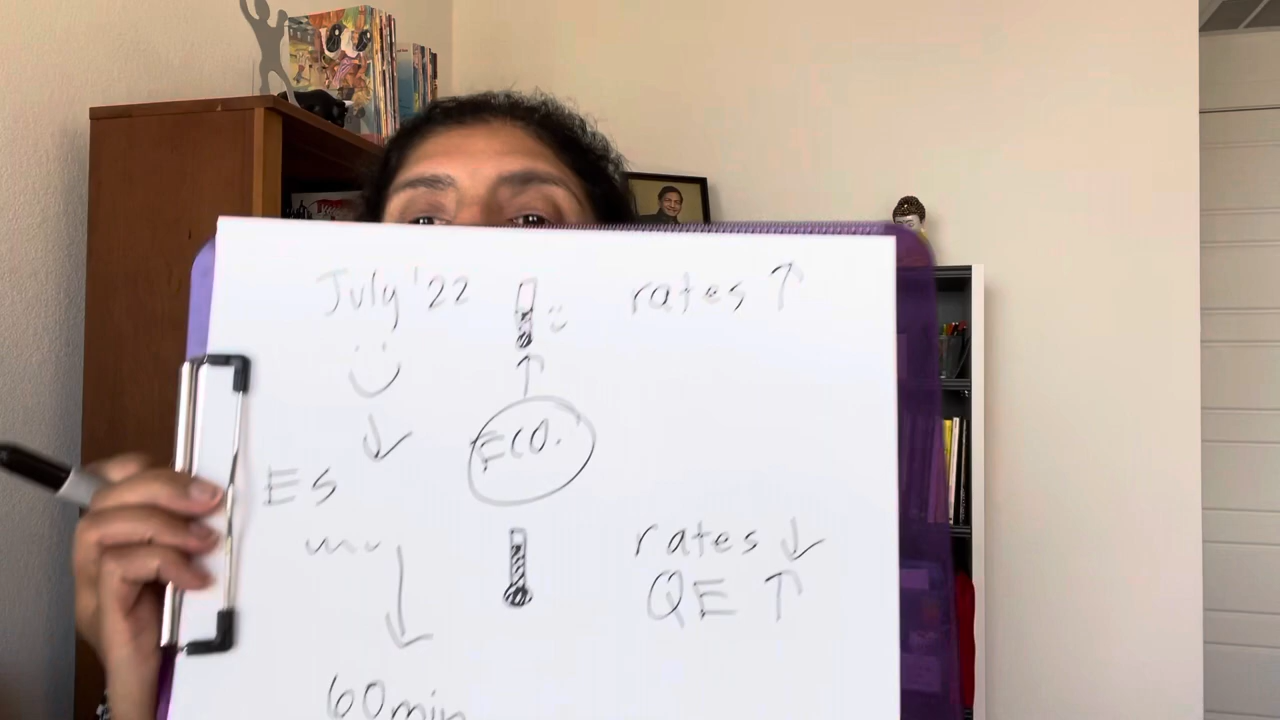 July '22 rates ↑
ECO.
ES
rates ↓
QE ↑
60min